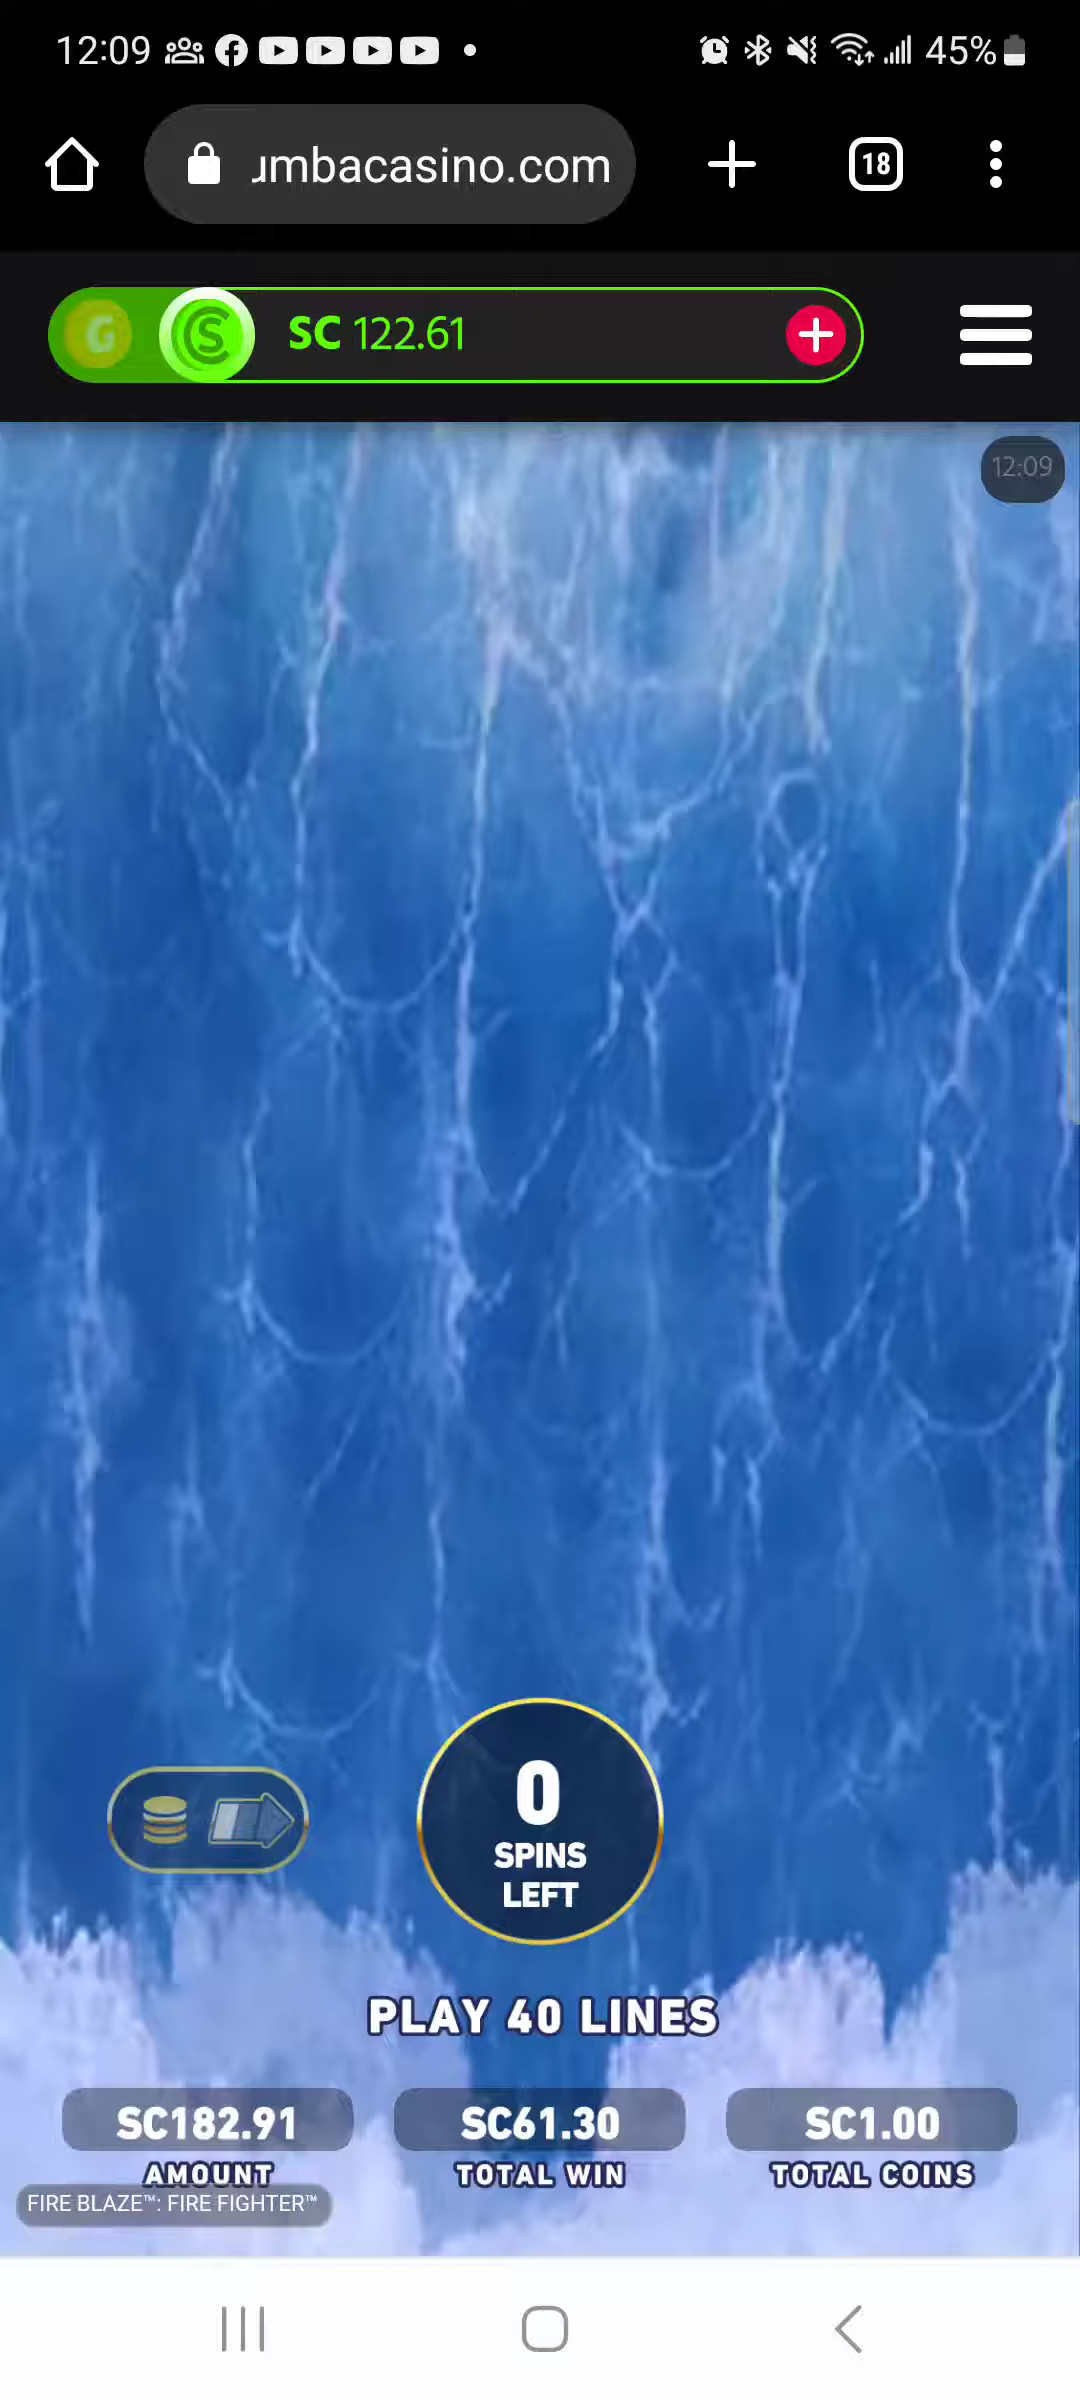 12:09 45%
umbacasino.com 18
G S SC 122.61
12:09
0
SPINS
LEFT
PLAY 40 LINES
SC182.91 SC61.30 SC1.00
AMOUNT TOTAL WIN TOTAL COINS
FIRE BLAZE™: FIRE FIGHTER™